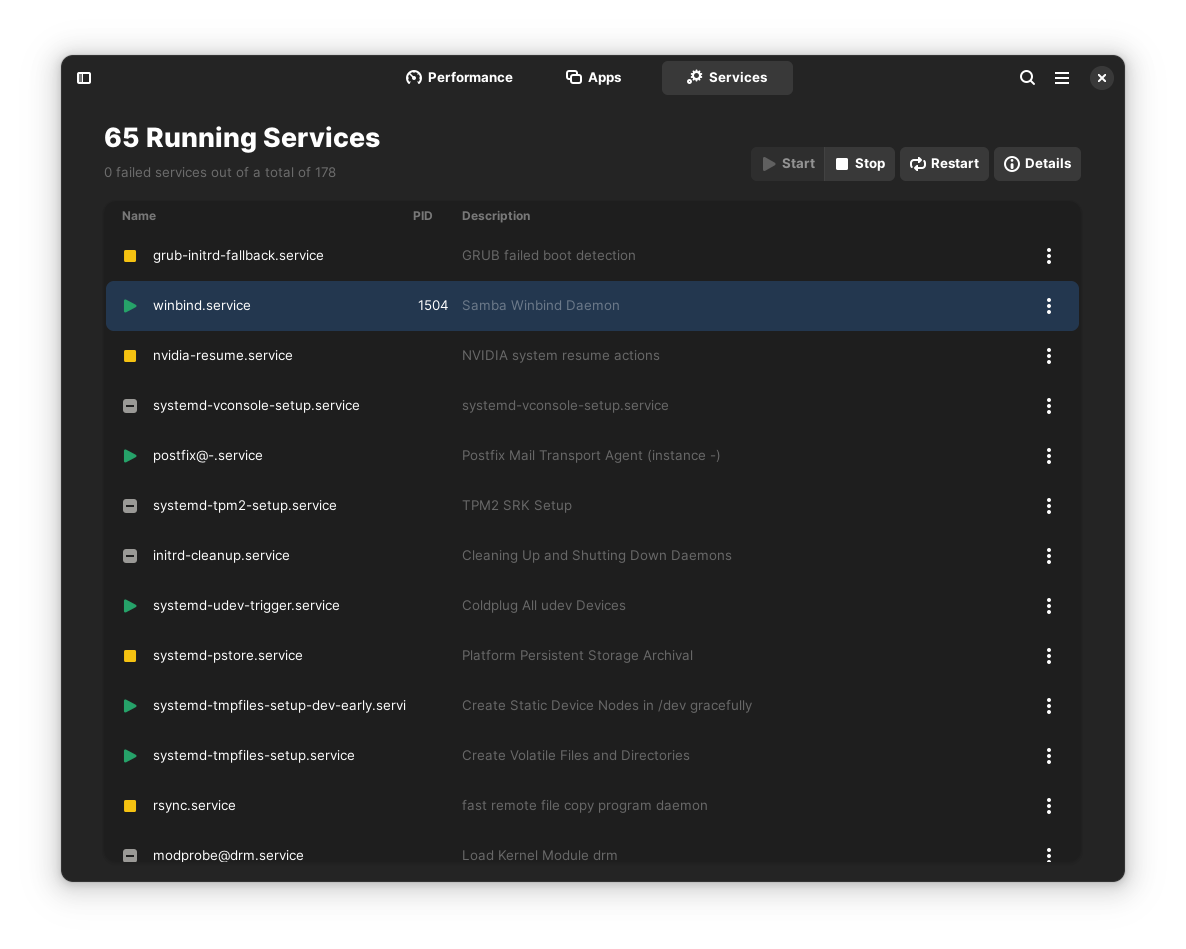 Performance Apps Services
65 Running Services
0 failed services out of a total of 178
Start Stop Restart Details
Name PID Description
grub-initrd-fallback.service GRUB failed boot detection
winbind.service 1504 Samba Winbind Daemon
nvidia-resume.service NVIDIA system resume actions
systemd-vconsole-setup.service systemd-vconsole-setup.service
postfix@-.service Postfix Mail Transport Agent (instance -)
systemd-tpm2-setup.service TPM2 SRK Setup
initrd-cleanup.service Cleaning Up and Shutting Down Daemons
systemd-udev-trigger.service Coldplug All udev Devices
systemd-pstore.service Platform Persistent Storage Archival
systemd-tmpfiles-setup-dev-early.servi Create Static Device Nodes in /dev gracefully
systemd-tmpfiles-setup.service Create Volatile Files and Directories
rsync.service fast remote file copy program daemon
modprobe@drm.service Load Kernel Module drm